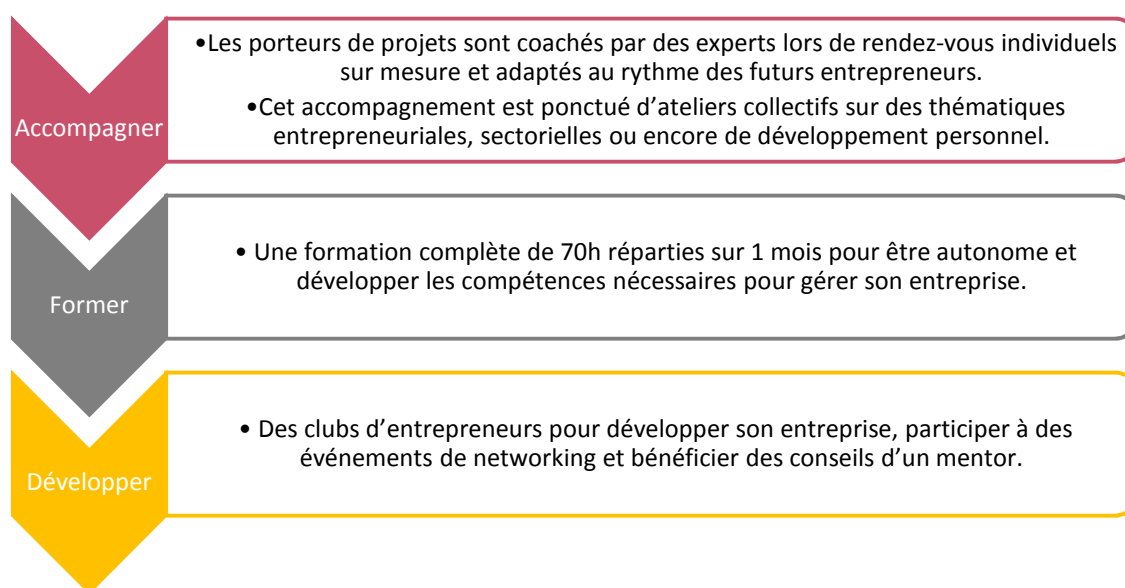 Accompagner
•Les porteurs de projets sont coachés par des experts lors de rendez-vous individuels
sur mesure et adaptés au rythme des futurs entrepreneurs.
•Cet accompagnement est ponctué d'ateliers collectifs sur des thématiques
entrepreneuriales, sectorielles ou encore de développement personnel.
Former
• Une formation complète de 70h réparties sur 1 mois pour être autonome et
développer les compétences nécessaires pour gérer son entreprise.
Développer
• Des clubs d'entrepreneurs pour développer son entreprise, participer à des
événements de networking et bénéficier des conseils d'un mentor.